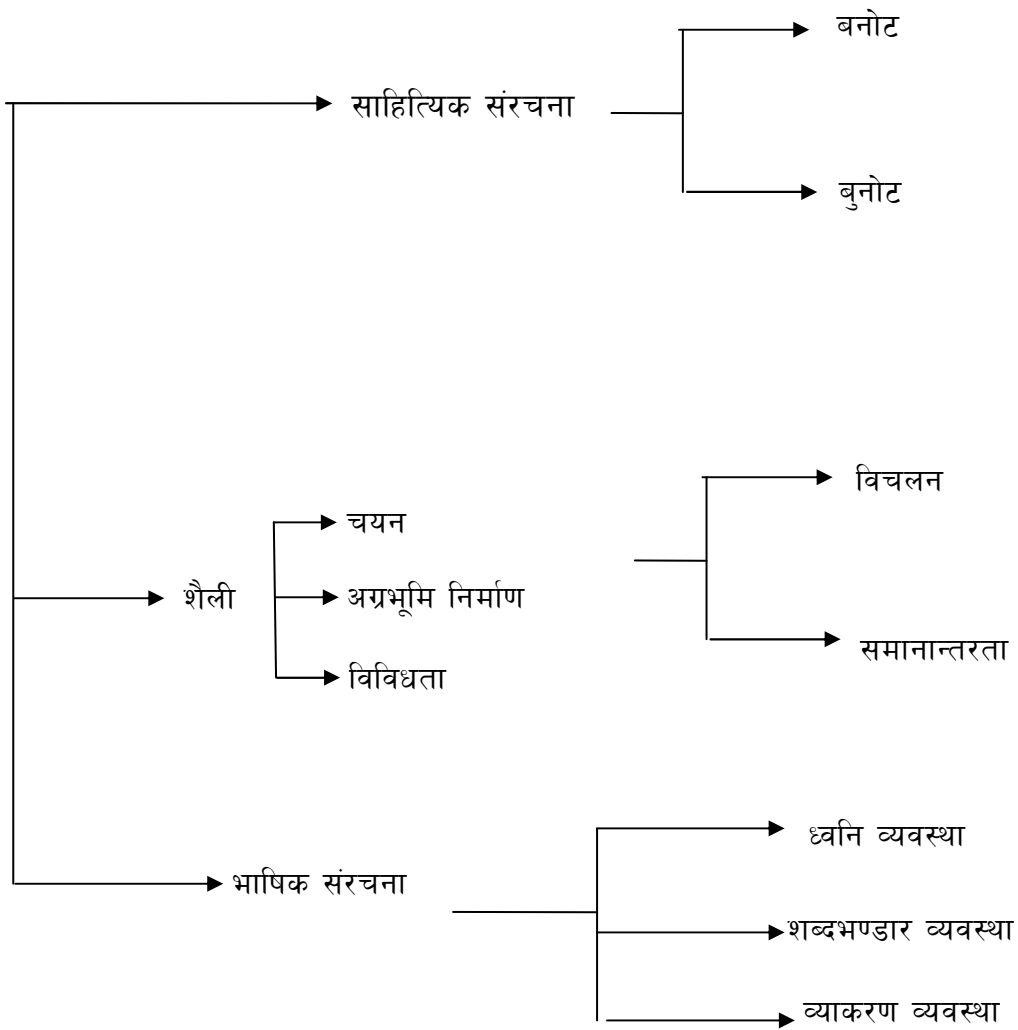 बनोट
साहित्यिक संरचना
बुनोट
विचलन
चयन
शैली
अग्रभूमि निर्माण
समानान्तरता
विविधता
ध्वनि व्यवस्था
भाषिक संरचना
शब्दभण्डार व्यवस्था
व्याकरण व्यवस्था